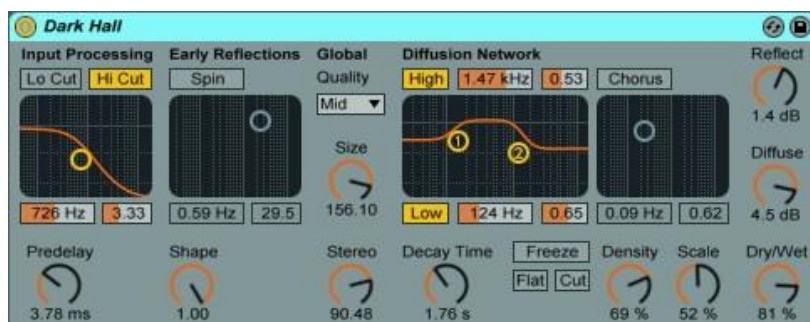 Dark Hall
Input Processing Early Reflections Global Diffusion Network Reflect
Lo Cut Hi Cut Spin Quality High 1.47 kHz 0.53 Chorus
Mid
1.4 dB
1
2
Size Diffuse
726 Hz 3.33 0.59 Hz 29.5 156.10 Low 124 Hz 0.65 0.09 Hz 0.62 4.5 dB
Predelay Shape Stereo Decay Time Freeze Density Scale Dry/Wet
Flat Cut
3.78 ms 1.00 90.48 1.76 s 69 % 52 % 81 %